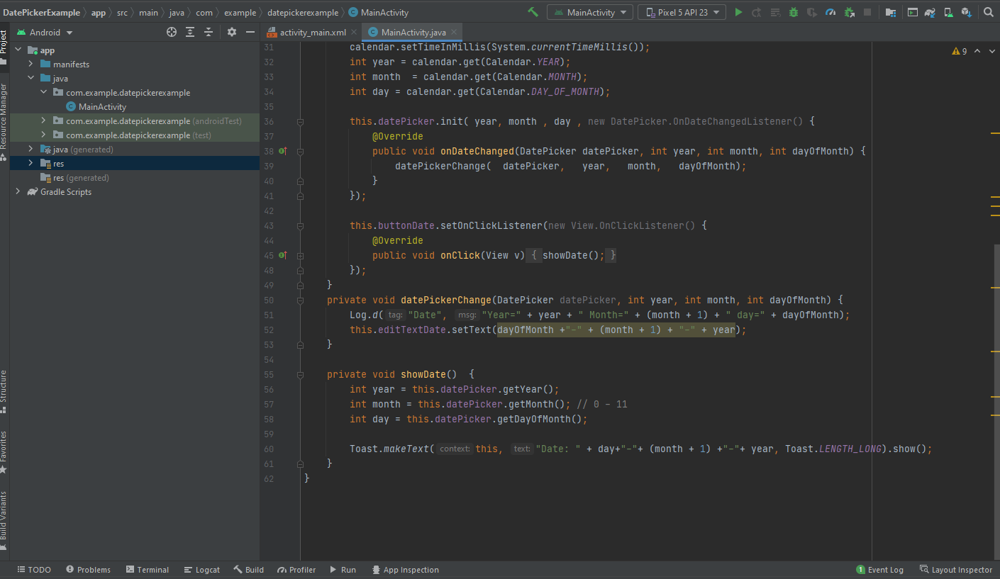 DatePickerExample app src main java com example datepickerexample MainActivity
MainActivity Pixel 5 API 23
Android
activity_main.xml MainActivity.java
Project
Resource Manager
Structure
Favorites
Build Variants
app
manifests
java
com.example.datepickerexample
MainActivity
com.example.datepickerexample (androidTest)
com.example.datepickerexample (test)
java (generated)
res
res (generated)
Gradle Scripts
9
31 calendar.setTimeInMillis(System.currentTimeMillis());
32 int year = calendar.get(Calendar.YEAR);
33 int month  = calendar.get(Calendar.MONTH);
34 int day = calendar.get(Calendar.DAY_OF_MONTH);
35
36 this.datePicker.init( year, month , day , new DatePicker.OnDateChangedListener() {
37 @Override
38 public void onDateChanged(DatePicker datePicker, int year, int month, int dayOfMonth) {
39 datePickerChange(  datePicker,   year,   month,   dayOfMonth);
40 }
41 });
42
43 this.buttonDate.setOnClickListener(new View.OnClickListener() {
44 @Override
45 public void onClick(View v) { showDate(); }
48 });
49 }
50 private void datePickerChange(DatePicker datePicker, int year, int month, int dayOfMonth) {
51 Log.d( tag: "Date", msg: "Year=" + year + " Month=" + (month + 1) + " day=" + dayOfMonth);
52 this.editTextDate.setText(dayOfMonth +"-" + (month + 1) + "-" + year);
53 }
54
55 private void showDate()  {
56 int year = this.datePicker.getYear();
57 int month = this.datePicker.getMonth(); // 0 - 11
58 int day = this.datePicker.getDayOfMonth();
59
60 Toast.makeText( context: this, text: "Date: " + day+"-"+ (month + 1) +"-"+ year, Toast.LENGTH_LONG).show();
61 }
62 }
TODO Problems Terminal Logcat Build Profiler Run App Inspection 1 Event Log Layout Inspector